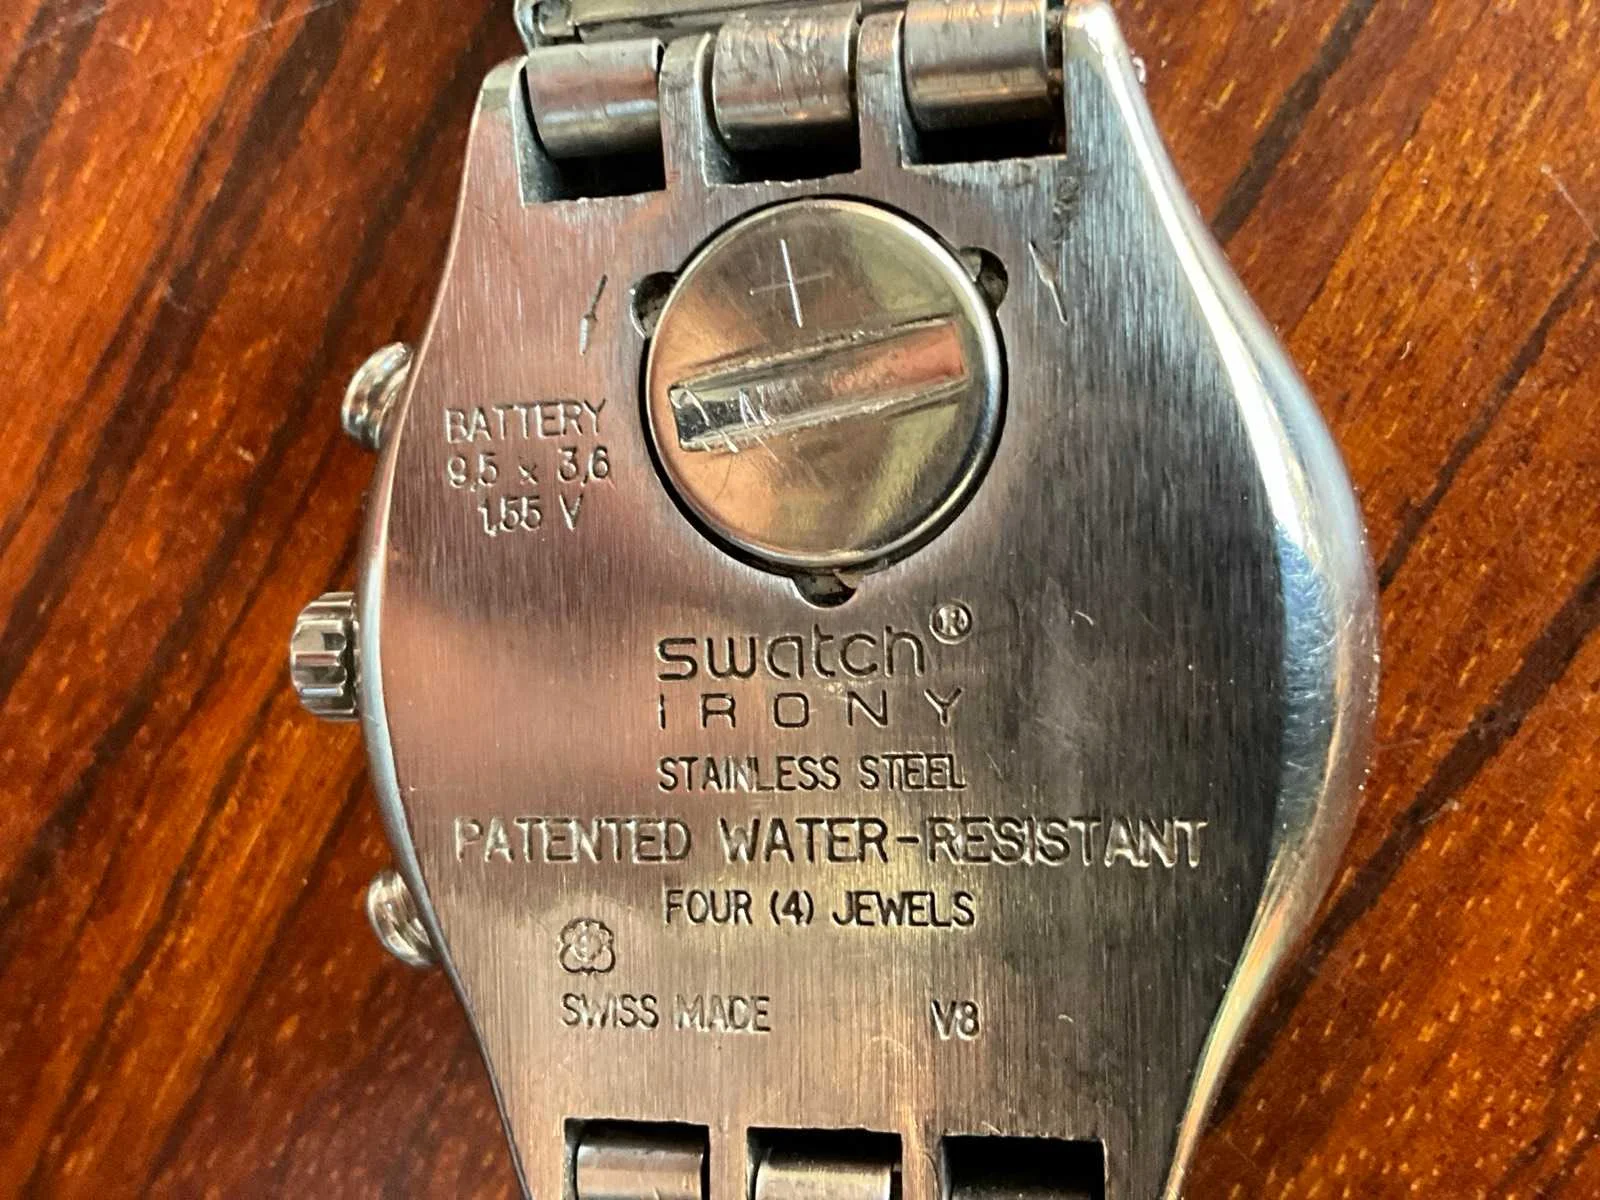 BATTERY
9,5 x 3,6
1,55 V
swatch®
IRONY
STAINLESS STEEL
PATENTED WATER-RESISTANT
FOUR (4) JEWELS
SWISS MADE V8